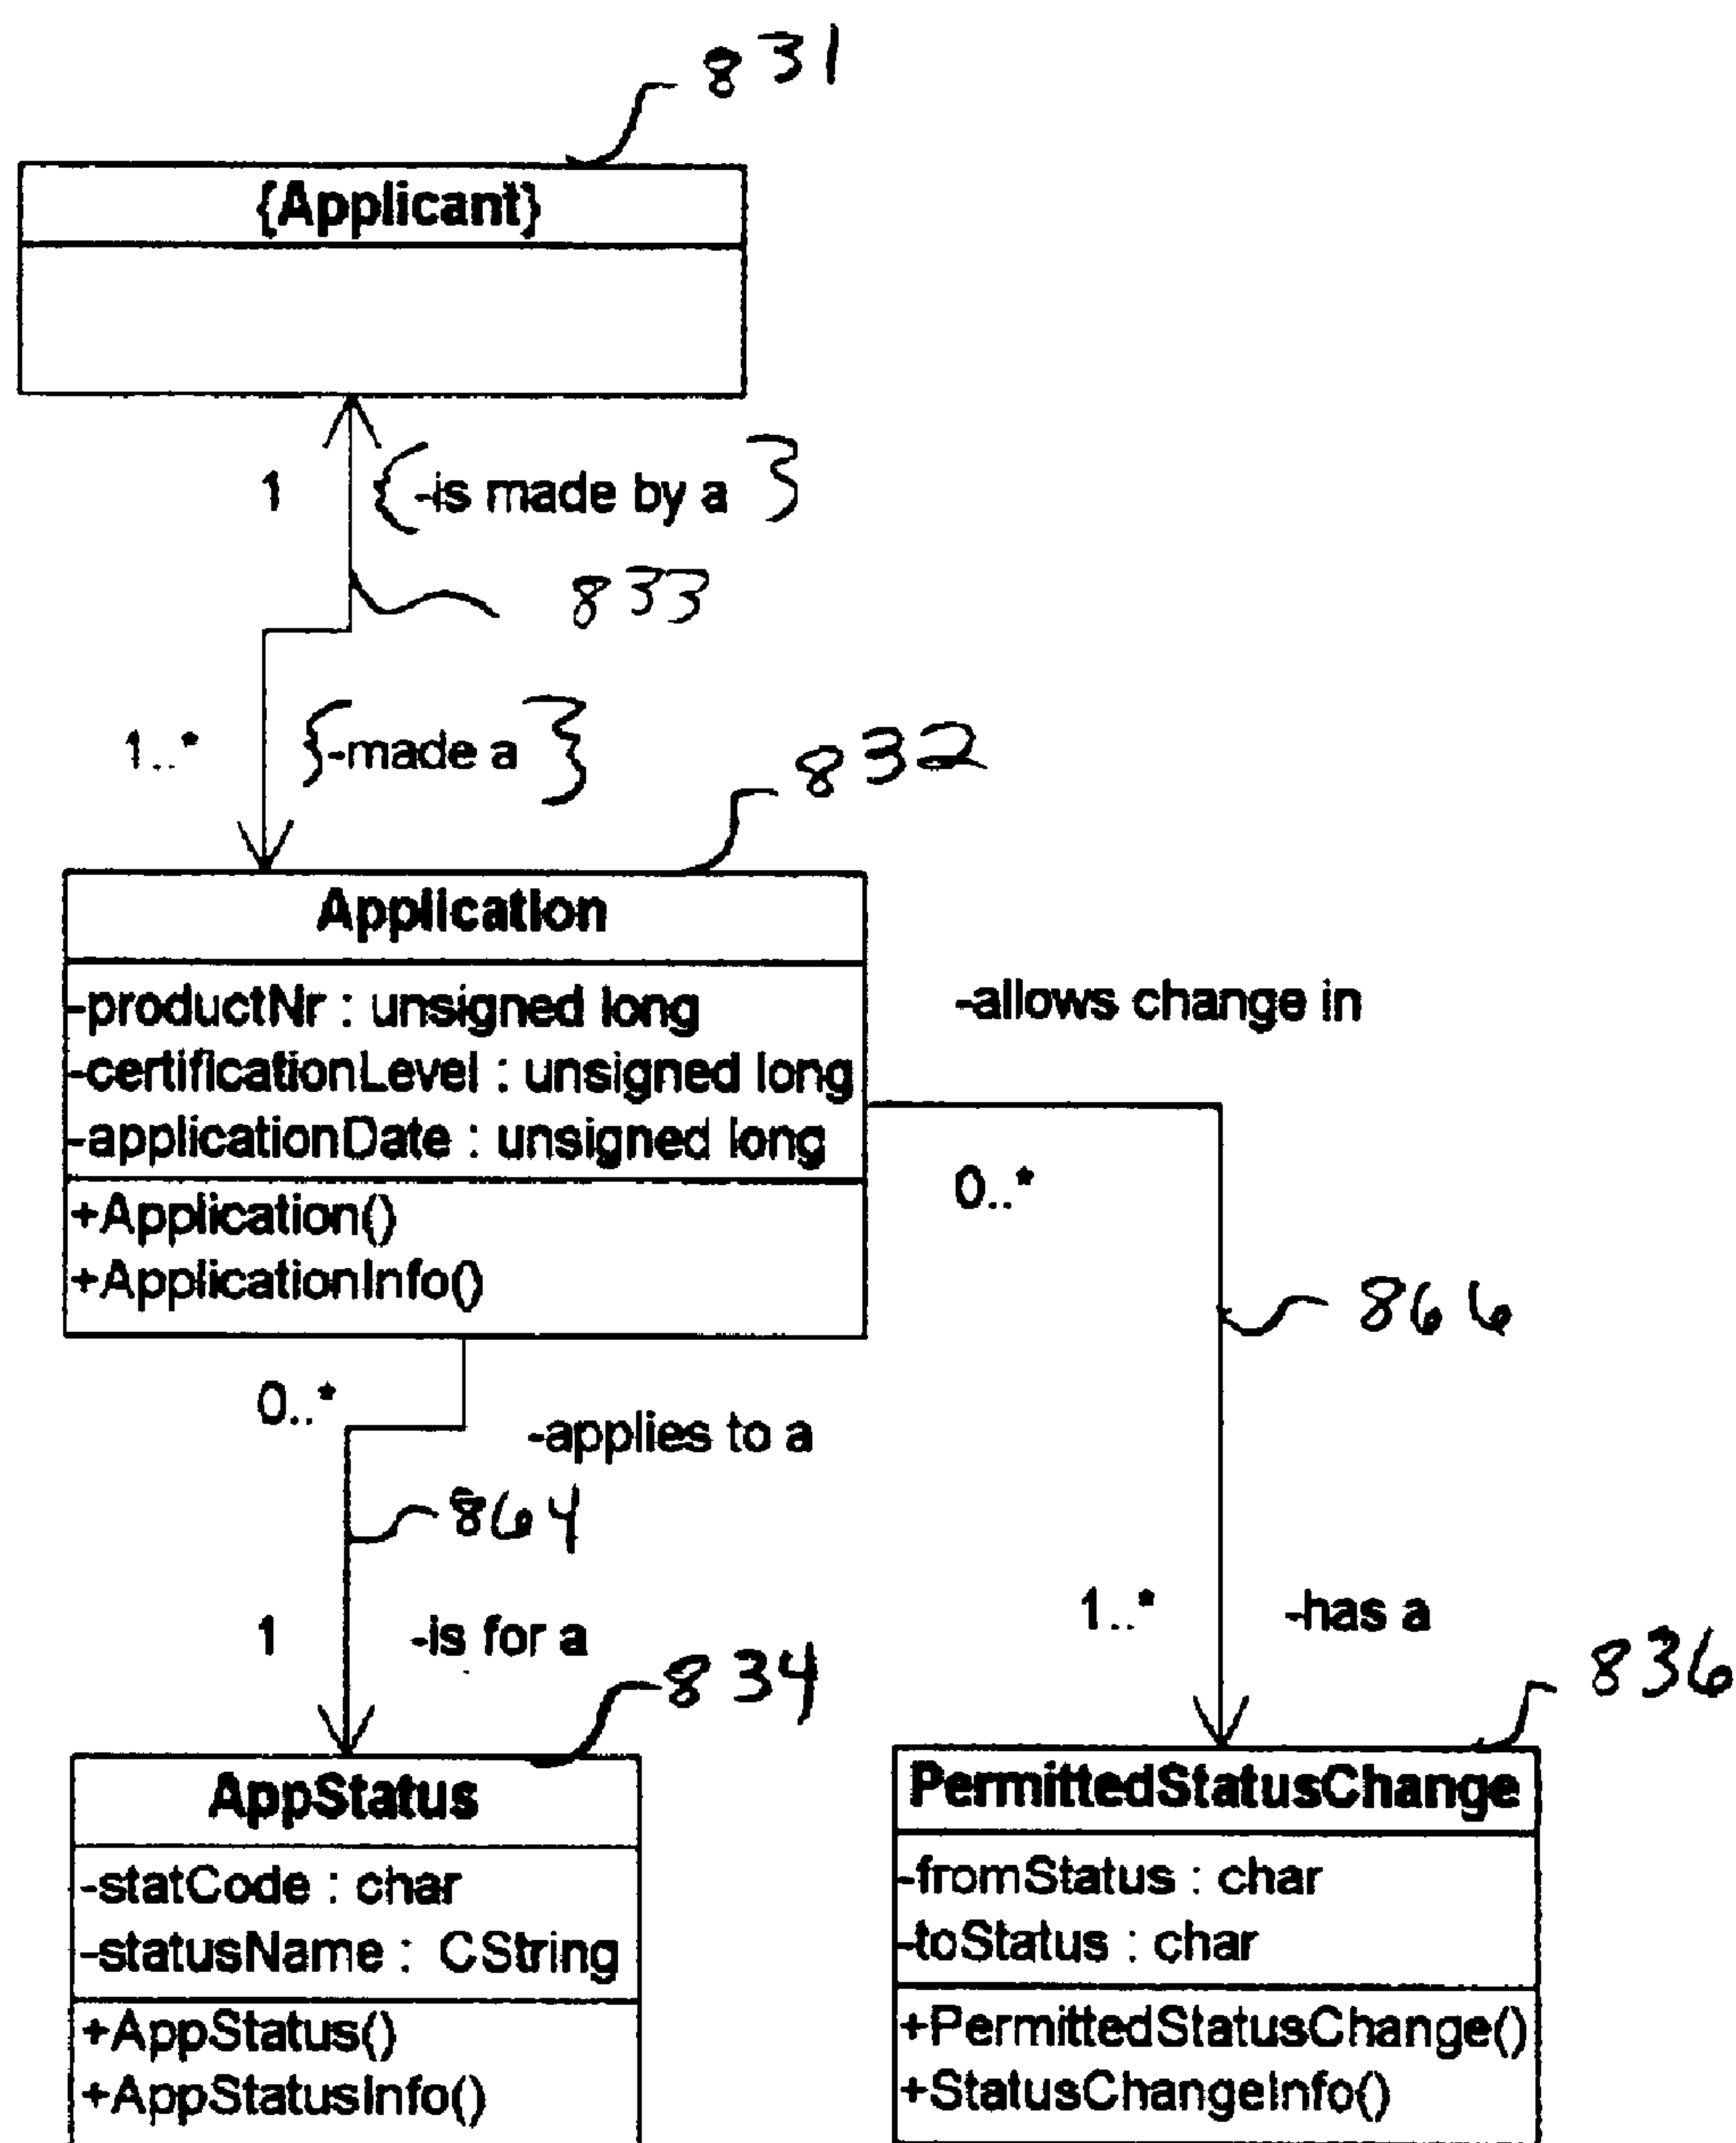 831
{Applicant}
1 {-is made by a}
833
1..* {-made a}
832
Application
-productNr : unsigned long
-certificationLevel : unsigned long
-applicationDate : unsigned long
+Application()
+ApplicationInfo()
-allows change in
0..*
866
0..*
-applies to a
864
1 -is for a
834
1..* -has a
836
AppStatus
-statCode : char
-statusName : CString
+AppStatus()
+AppStatusInfo()
PermittedStatusChange
-fromStatus : char
-toStatus : char
+PermittedStatusChange()
+StatusChangeInfo()